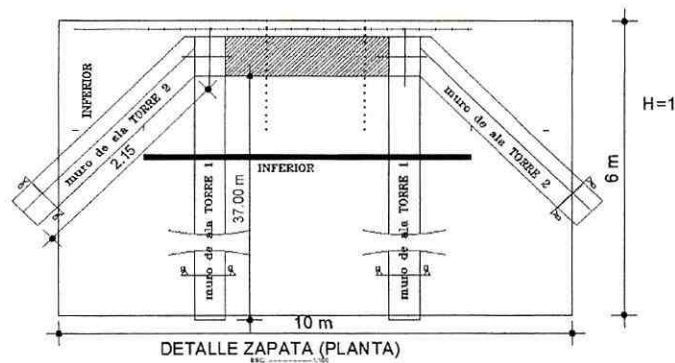 INFERIOR
muro de ala TORRE 2
2.15
muro de ala TORRE 2
H=1
6 m
INFERIOR
muro de ala TORRE 1
37.00 m
muro de ala TORRE 1
a a
a a
10 m
DETALLE ZAPATA (PLANTA)